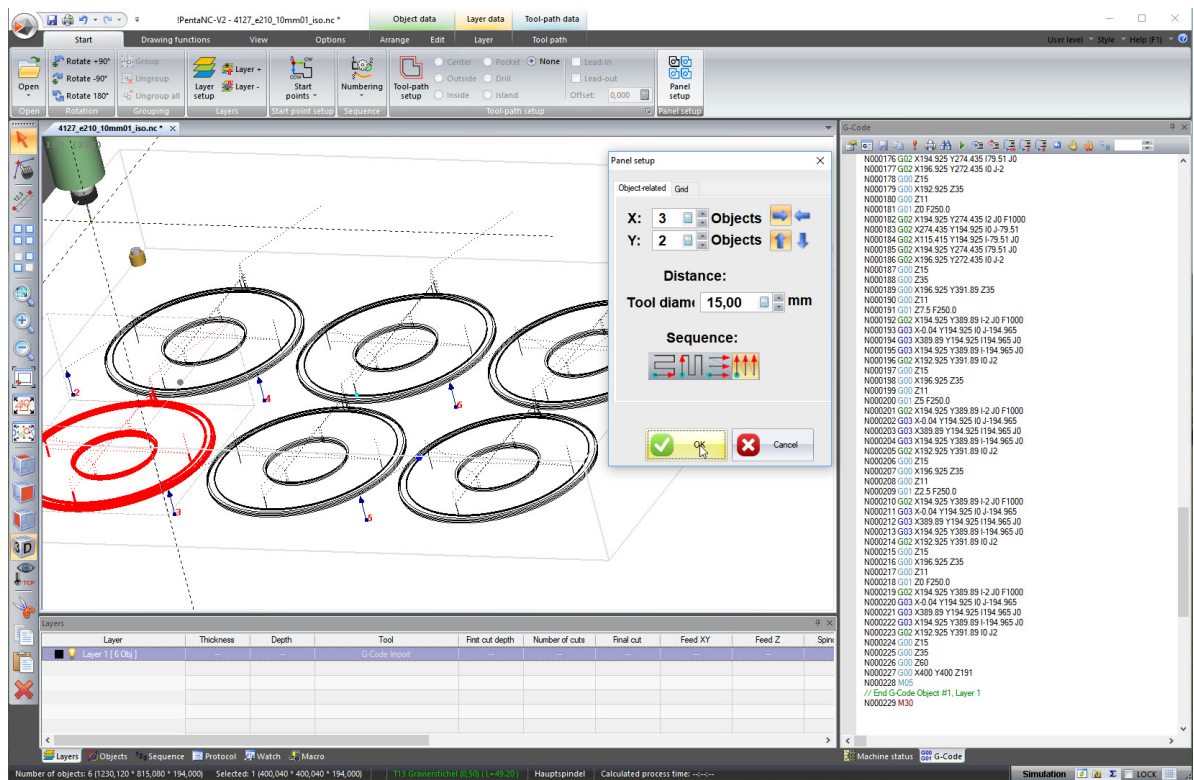 !PentaNC-V2 - 4127_e210_10mm01_iso.nc *
Object data
Layer data
Tool-path data
Start
Drawing functions
View
Options
Arrange
Edit
Layer
Tool path
User level
Style
Help [F1]
Open
Rotate +90°
Rotate -90°
Rotate 180°
Group
Ungroup
Ungroup all
Layer setup
Layer +
Layer -
Start points
Numbering
Tool-path setup
Center
Pocket
None
Lead-in
Outside
Drill
Lead-out
Inside
Island
Offset: 0,000
Panel setup
Open
Rotation
Grouping
Layers
Start point setup
Sequence
Tool-path setup
Panel setup
4127_e210_10mm01_iso.nc *
2
4
6
3
5
Panel setup
Object-related
Grid
X: 3 Objects
Y: 2 Objects
Distance:
Tool diame 15,00 mm
Sequence:
OK
Cancel
3D
TCP
G-Code
N000176 G02 X194.925 Y274.435 I79.51 J0
N000177 G02 X196.925 Y272.435 I0 J-2
N000178 G00 Z15
N000179 G00 X192.925 Z35
N000180 G00 Z11
N000181 G01 Z0 F250.0
N000182 G02 X194.925 Y274.435 I2 J0 F1000
N000183 G02 X274.435 Y194.925 I0 J-79.51
N000184 G02 X115.415 Y194.925 I-79.51 J0
N000185 G02 X194.925 Y274.435 I79.51 J0
N000186 G02 X196.925 Y272.435 I0 J-2
N000187 G00 Z15
N000188 G00 Z35
N000189 G00 X196.925 Y391.89 Z35
N000190 G00 Z11
N000191 G01 Z7.5 F250.0
N000192 G02 X194.925 Y389.89 I-2 J0 F1000
N000193 G03 X-0.04 Y194.925 I0 J-194.965
N000194 G03 X389.89 Y194.925 I194.965 J0
N000195 G03 X194.925 Y389.89 I-194.965 J0
N000196 G02 X192.925 Y391.89 I0 J2
N000197 G00 Z15
N000198 G00 X196.925 Z35
N000199 G00 Z11
N000200 G01 Z5 F250.0
N000201 G02 X194.925 Y389.89 I-2 J0 F1000
N000202 G03 X-0.04 Y194.925 I0 J-194.965
N000203 G03 X389.89 Y194.925 I194.965 J0
N000204 G03 X194.925 Y389.89 I-194.965 J0
N000205 G02 X192.925 Y391.89 I0 J2
N000206 G00 Z15
N000207 G00 X196.925 Z35
N000208 G00 Z11
N000209 G01 Z2.5 F250.0
N000210 G02 X194.925 Y389.89 I-2 J0 F1000
N000211 G03 X-0.04 Y194.925 I0 J-194.965
N000212 G03 X389.89 Y194.925 I194.965 J0
N000213 G03 X194.925 Y389.89 I-194.965 J0
N000214 G02 X192.925 Y391.89 I0 J2
N000215 G00 Z15
N000216 G00 X196.925 Z35
N000217 G00 Z11
N000218 G01 Z0 F250.0
N000219 G02 X194.925 Y389.89 I-2 J0 F1000
N000220 G03 X-0.04 Y194.925 I0 J-194.965
N000221 G03 X389.89 Y194.925 I194.965 J0
N000222 G03 X194.925 Y389.89 I-194.965 J0
N000223 G02 X192.925 Y391.89 I0 J2
N000224 G00 Z15
N000225 G00 Z35
N000226 G00 Z60
N000227 G00 X400 Y400 Z191
N000228 M05
// End G-Code Object #1, Layer 1
N000229 M30
Layers
Layer
Thickness
Depth
Tool
First cut depth
Number of cuts
Final cut
Feed XY
Feed Z
Spin
Layer 1 [ 6 Obj ]
G-Code Import
Layers
Objects
Sequence
Protocol
Watch
Macro
Machine status
G-Code
Number of objects: 6 (1230,120 * 815,080 * 194,000)
Selected: 1 (400,040 * 400,040 * 194,000)
T13 Gravierstichel (0,50) ( L=49.20 )
Hauptspindel
Calculated process time: --:--:--
Simulation
LOCK